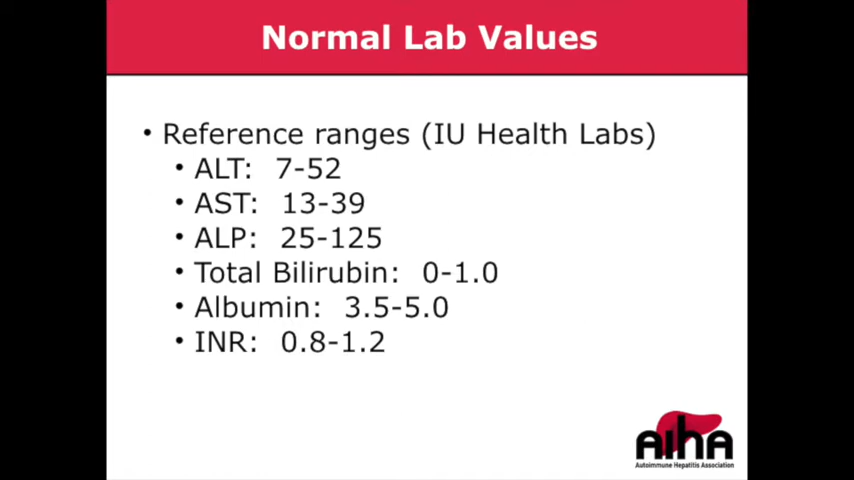 Normal Lab Values
• Reference ranges (IU Health Labs)
• ALT: 7-52
• AST: 13-39
• ALP: 25-125
• Total Bilirubin: 0-1.0
• Albumin: 3.5-5.0
• INR: 0.8-1.2
AIHA
Autoimmune Hepatitis Association